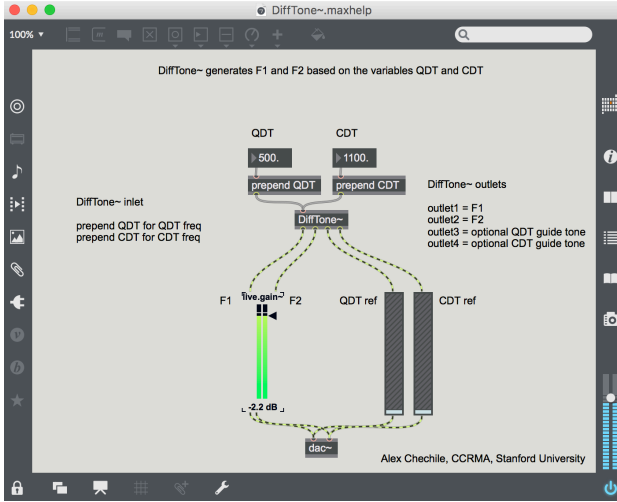 DiffTone~.maxhelp
100%
DiffTone~ generates F1 and F2 based on the variables QDT and CDT
QDT
CDT
500.
1100.
prepend QDT
prepend CDT
DiffTone~ inlet
prepend QDT for QDT freq
prepend CDT for CDT freq
DiffTone~
DiffTone~ outlets
outlet1 = F1
outlet2 = F2
outlet3 = optional QDT guide tone
outlet4 = optional CDT guide tone
F1
live.gain~
F2
QDT ref
CDT ref
-2.2 dB
dac~
Alex Chechile, CCRMA, Stanford University